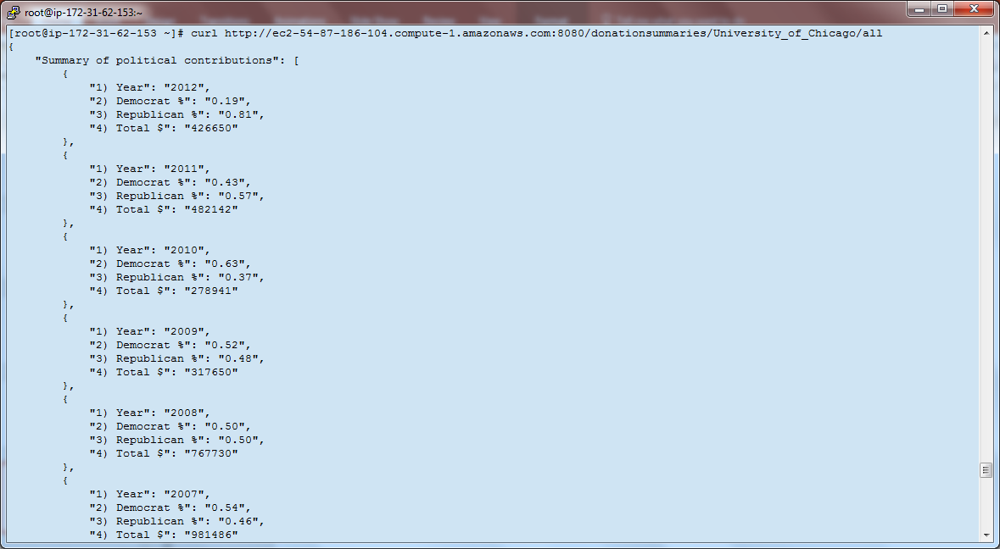 root@ip-172-31-62-153:~
[root@ip-172-31-62-153 ~]# curl http://ec2-54-87-186-104.compute-1.amazonaws.com:8080/donationsummaries/University_of_Chicago/all
{
    "Summary of political contributions": [
        {
            "1) Year": "2012",
            "2) Democrat %": "0.19",
            "3) Republican %": "0.81",
            "4) Total $": "426650"
        },
        {
            "1) Year": "2011",
            "2) Democrat %": "0.43",
            "3) Republican %": "0.57",
            "4) Total $": "482142"
        },
        {
            "1) Year": "2010",
            "2) Democrat %": "0.63",
            "3) Republican %": "0.37",
            "4) Total $": "278941"
        },
        {
            "1) Year": "2009",
            "2) Democrat %": "0.52",
            "3) Republican %": "0.48",
            "4) Total $": "317650"
        },
        {
            "1) Year": "2008",
            "2) Democrat %": "0.50",
            "3) Republican %": "0.50",
            "4) Total $": "767730"
        },
        {
            "1) Year": "2007",
            "2) Democrat %": "0.54",
            "3) Republican %": "0.46",
            "4) Total $": "981486"